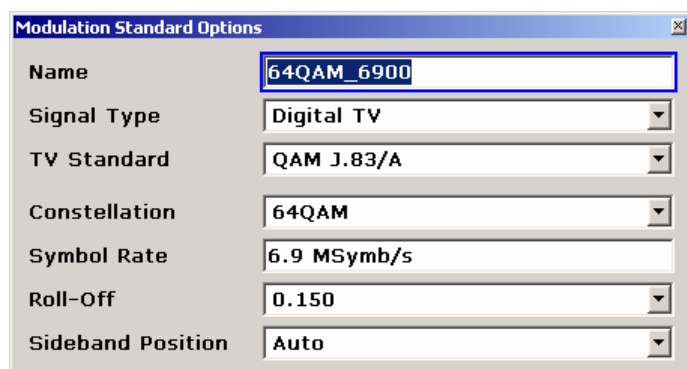 Modulation Standard Options
Name 64QAM_6900
Signal Type Digital TV
TV Standard QAM J.83/A
Constellation 64QAM
Symbol Rate 6.9 MSymb/s
Roll-Off 0.150
Sideband Position Auto